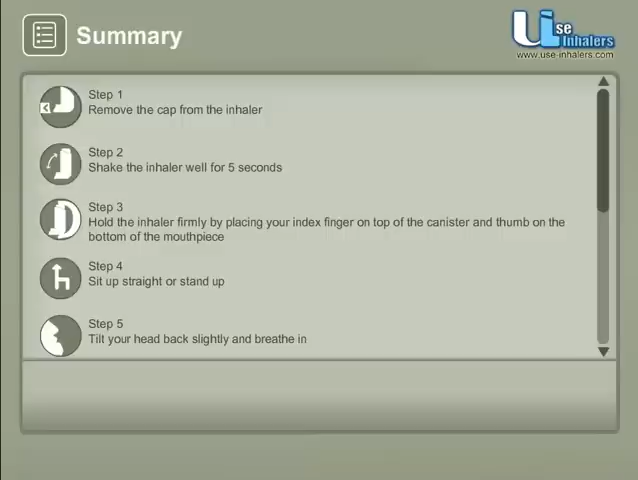 Summary
Use Inhalers
www.use-inhalers.com
Step 1
Remove the cap from the inhaler
Step 2
Shake the inhaler well for 5 seconds
Step 3
Hold the inhaler firmly by placing your index finger on top of the canister and thumb on the
bottom of the mouthpiece
Step 4
Sit up straight or stand up
Step 5
Tilt your head back slightly and breathe in